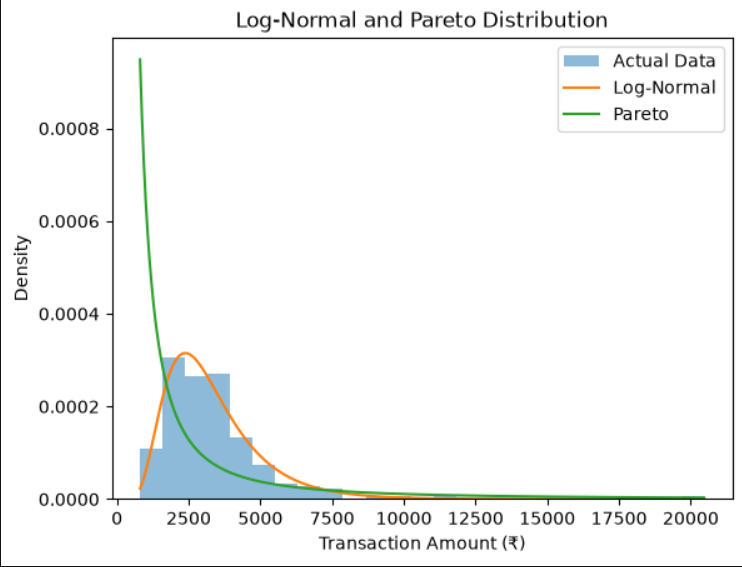 Log-Normal and Pareto Distribution
Actual Data
Log-Normal
Pareto
0.0008
0.0006
0.0004
0.0002
0.0000
Density
0 2500 5000 7500 10000 12500 15000 17500 20000
Transaction Amount (₹)